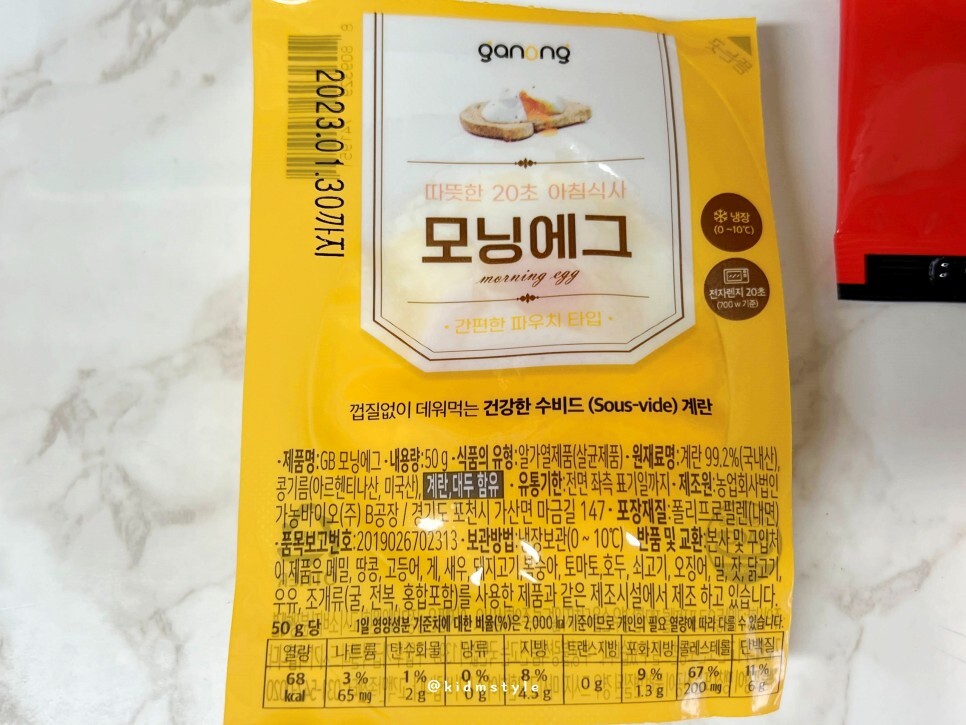 ganong
따뜻한 20초 아침식사
모닝에그
morning egg
· 간편한 파우치 타입 ·
2023.01.30까지
냉장
(0~10℃)
전자렌지 20초
(700w기준)
껍질없이 데워먹는 건강한 수비드 (Sous-vide) 계란
·제품명:GB 모닝에그·내용량:50g·식품의 유형:알가열제품(살균제품)·원재료명:계란 99.2%(국내산),
콩기름(아르헨티나산, 미국산), 계란, 대두 함유 ·유통기한:전면 좌측 표기일까지·제조원:농업회사법인
가농바이오(주) B공장 / 경기도 포천시 가산면 마금길 147·포장재질:폴리프로필렌(내면)
·품목보고번호:2019026702313·보관방법:냉장보관(0~10℃) 반품 및 교환:본사 및 구입처
이 제품은 메밀, 땅콩, 고등어, 게, 새우, 돼지고기, 복숭아, 토마토, 호두, 쇠고기, 오징어, 밀, 잣, 닭고기,
우유, 조개류(굴, 전복, 홍합포함)를 사용한 제품과 같은 제조시설에서 제조 하고 있습니다.
50g당 1일 영양성분 기준치에 대한 비율(%)은 2,000 kcal 기준이므로 개인의 필요 열량에 따라 다를 수 있습니다.
열량 나트륨 탄수화물 당류 지방 트랜스지방 포화지방 콜레스테롤 단백질
68 3% 1% 0% 8% 0g 9% 67% 11%
kcal 65mg 2g 0g 4.5g 1.3g 200mg 6g
@kidmstyle